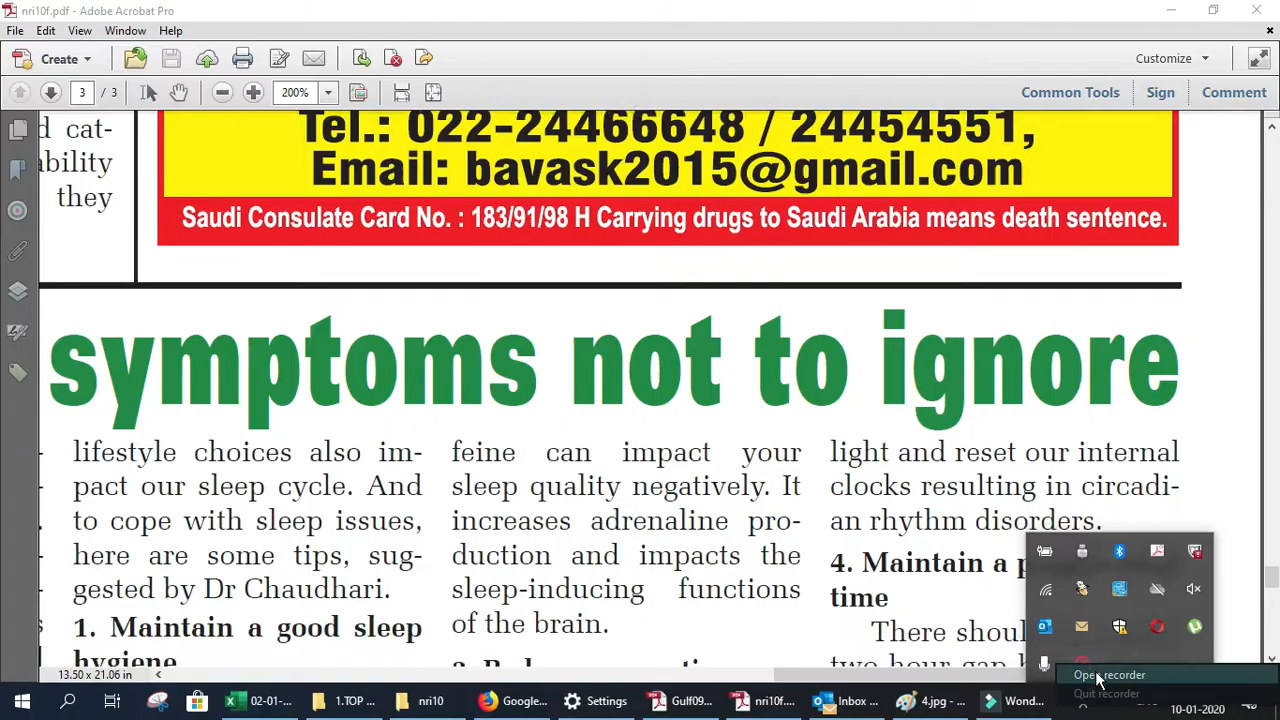 nri10f.pdf - Adobe Acrobat Pro
File Edit View Window Help
Create
Customize
3 / 3
200%
Common Tools
Sign
Comment
d cat-
ability
they
Tel.: 022-24466648 / 24454551,
Email: bavask2015@gmail.com
Saudi Consulate Card No. : 183/91/98 H Carrying drugs to Saudi Arabia means death sentence.
symptoms not to ignore
lifestyle choices also im-
pact our sleep cycle. And
to cope with sleep issues,
here are some tips, sug-
gested by Dr Chaudhari.
1. Maintain a good sleep
hygiene
feine can impact your
sleep quality negatively. It
increases adrenaline pro-
duction and impacts the
sleep-inducing functions
of the brain.
light and reset our internal
clocks resulting in circadi-
an rhythm disorders.
4. Maintain a
time
There shou
two hour gap
Open recorder
Quit recorder
13.50 x 21.06 in
02-01-...
1.TOP ...
nri10
Google...
Settings
Gulf09...
nri10f....
Inbox ...
4.jpg - ...
Wond...
10-01-2020